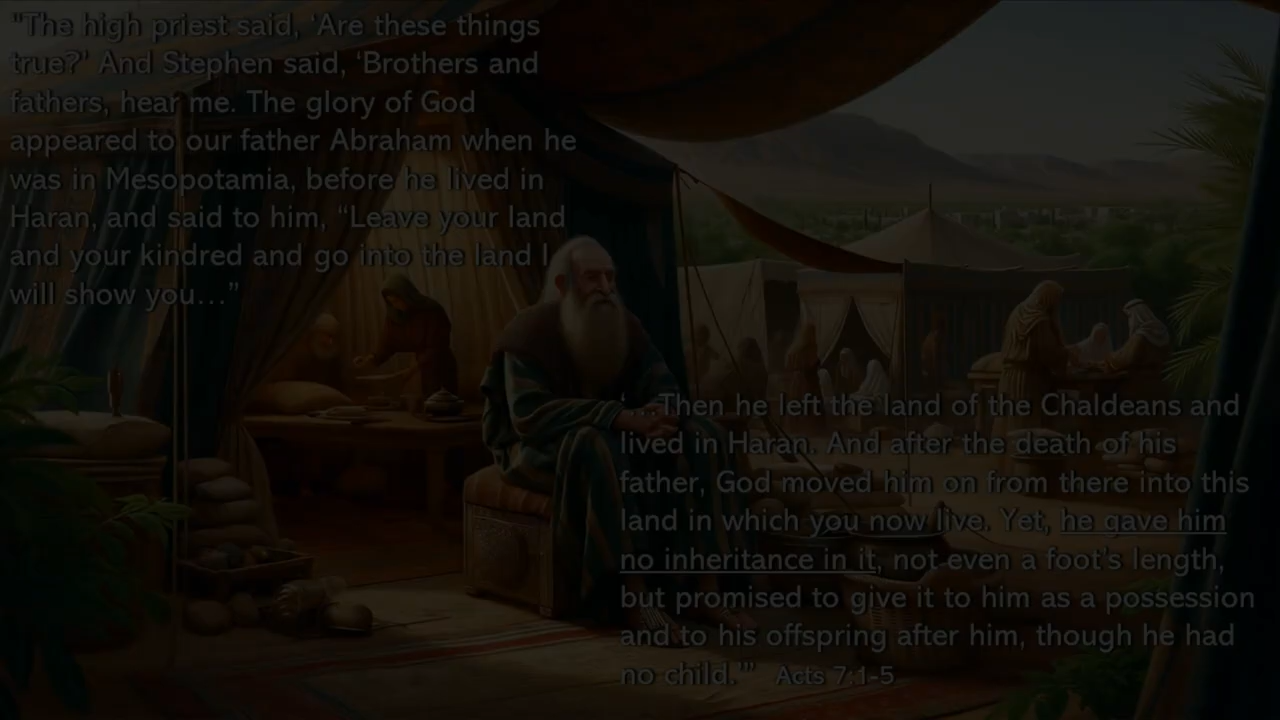 "The high priest said, ‘Are these things
true?’ And Stephen said, ‘Brothers and
fathers, hear me. The glory of God
appeared to our father Abraham when he
was in Mesopotamia, before he lived in
Haran, and said to him, “Leave your land
and your kindred and go into the land I
will show you…”
…Then he left the land of the Chaldeans and
lived in Haran. And after the death of his
father, God moved him on from there into this
land in which you now live. Yet, he gave him
no inheritance in it, not even a foot’s length,
but promised to give it to him as a possession
and to his offspring after him, though he had
no child.’” Acts 7:1-5